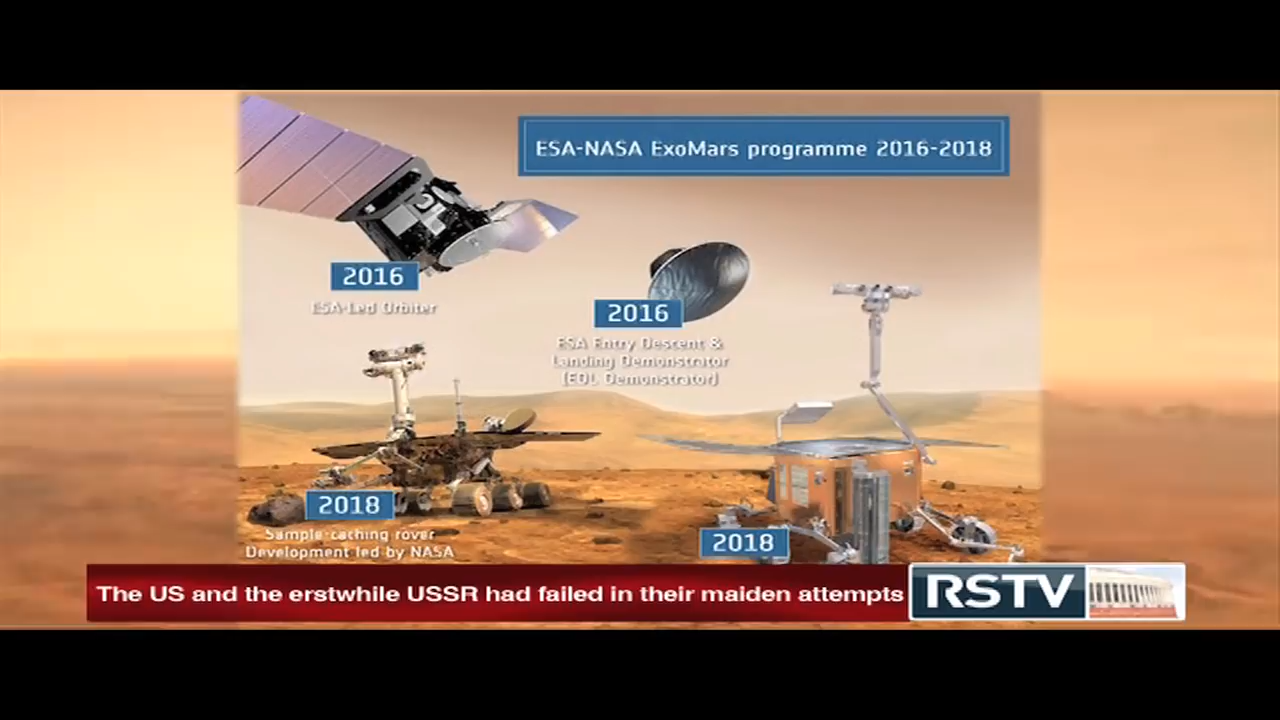 ESA-NASA ExoMars programme 2016-2018
2016
ESA-Led Orbiter
2016
ESA Entry Descent &
Landing Demonstrator
(EDL Demonstrator)
2018
Sample-caching rover
Development led by NASA
2018
The US and the erstwhile USSR had failed in their maiden attempts
RSTV